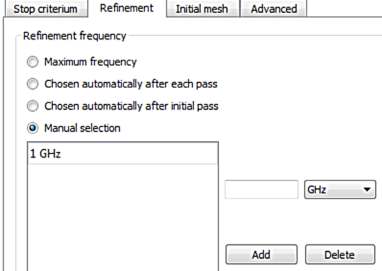 Stop criterium Refinement Initial mesh Advanced
Refinement frequency
Maximum frequency
Chosen automatically after each pass
Chosen automatically after initial pass
Manual selection
1 GHz
GHz
Add Delete